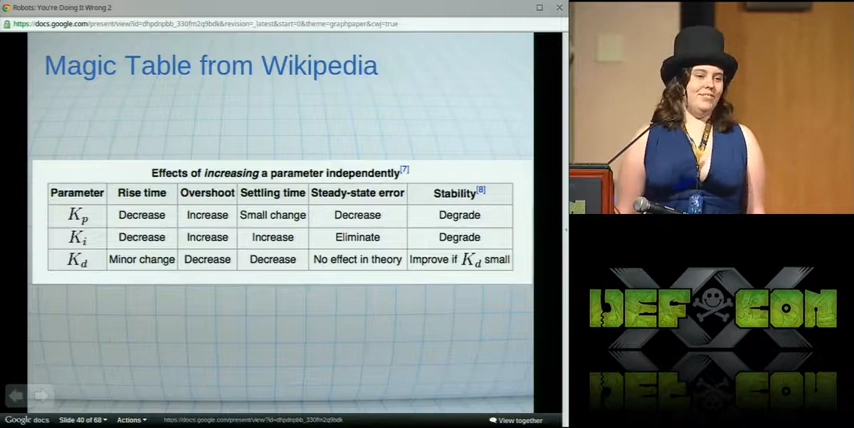 Robots: You're Doing It Wrong 2
https://docs.google.com/present/view?id=dhpdnpbb_330fm2q9bdk&revision=_latest&start=0&theme=graphpaper&cwj=true
Magic Table from Wikipedia
Effects of increasing a parameter independently[7]
Parameter Rise time Overshoot Settling time Steady-state error Stability[8]
Kp Decrease Increase Small change Decrease Degrade
Ki Decrease Increase Increase Eliminate Degrade
Kd Minor change Decrease Decrease No effect in theory Improve if Kd small
Google docs Slide 40 of 68 Actions https://docs.google.com/present/view?id=dhpdnpbb_330fm2q9bdk View together
XX
DEF CON